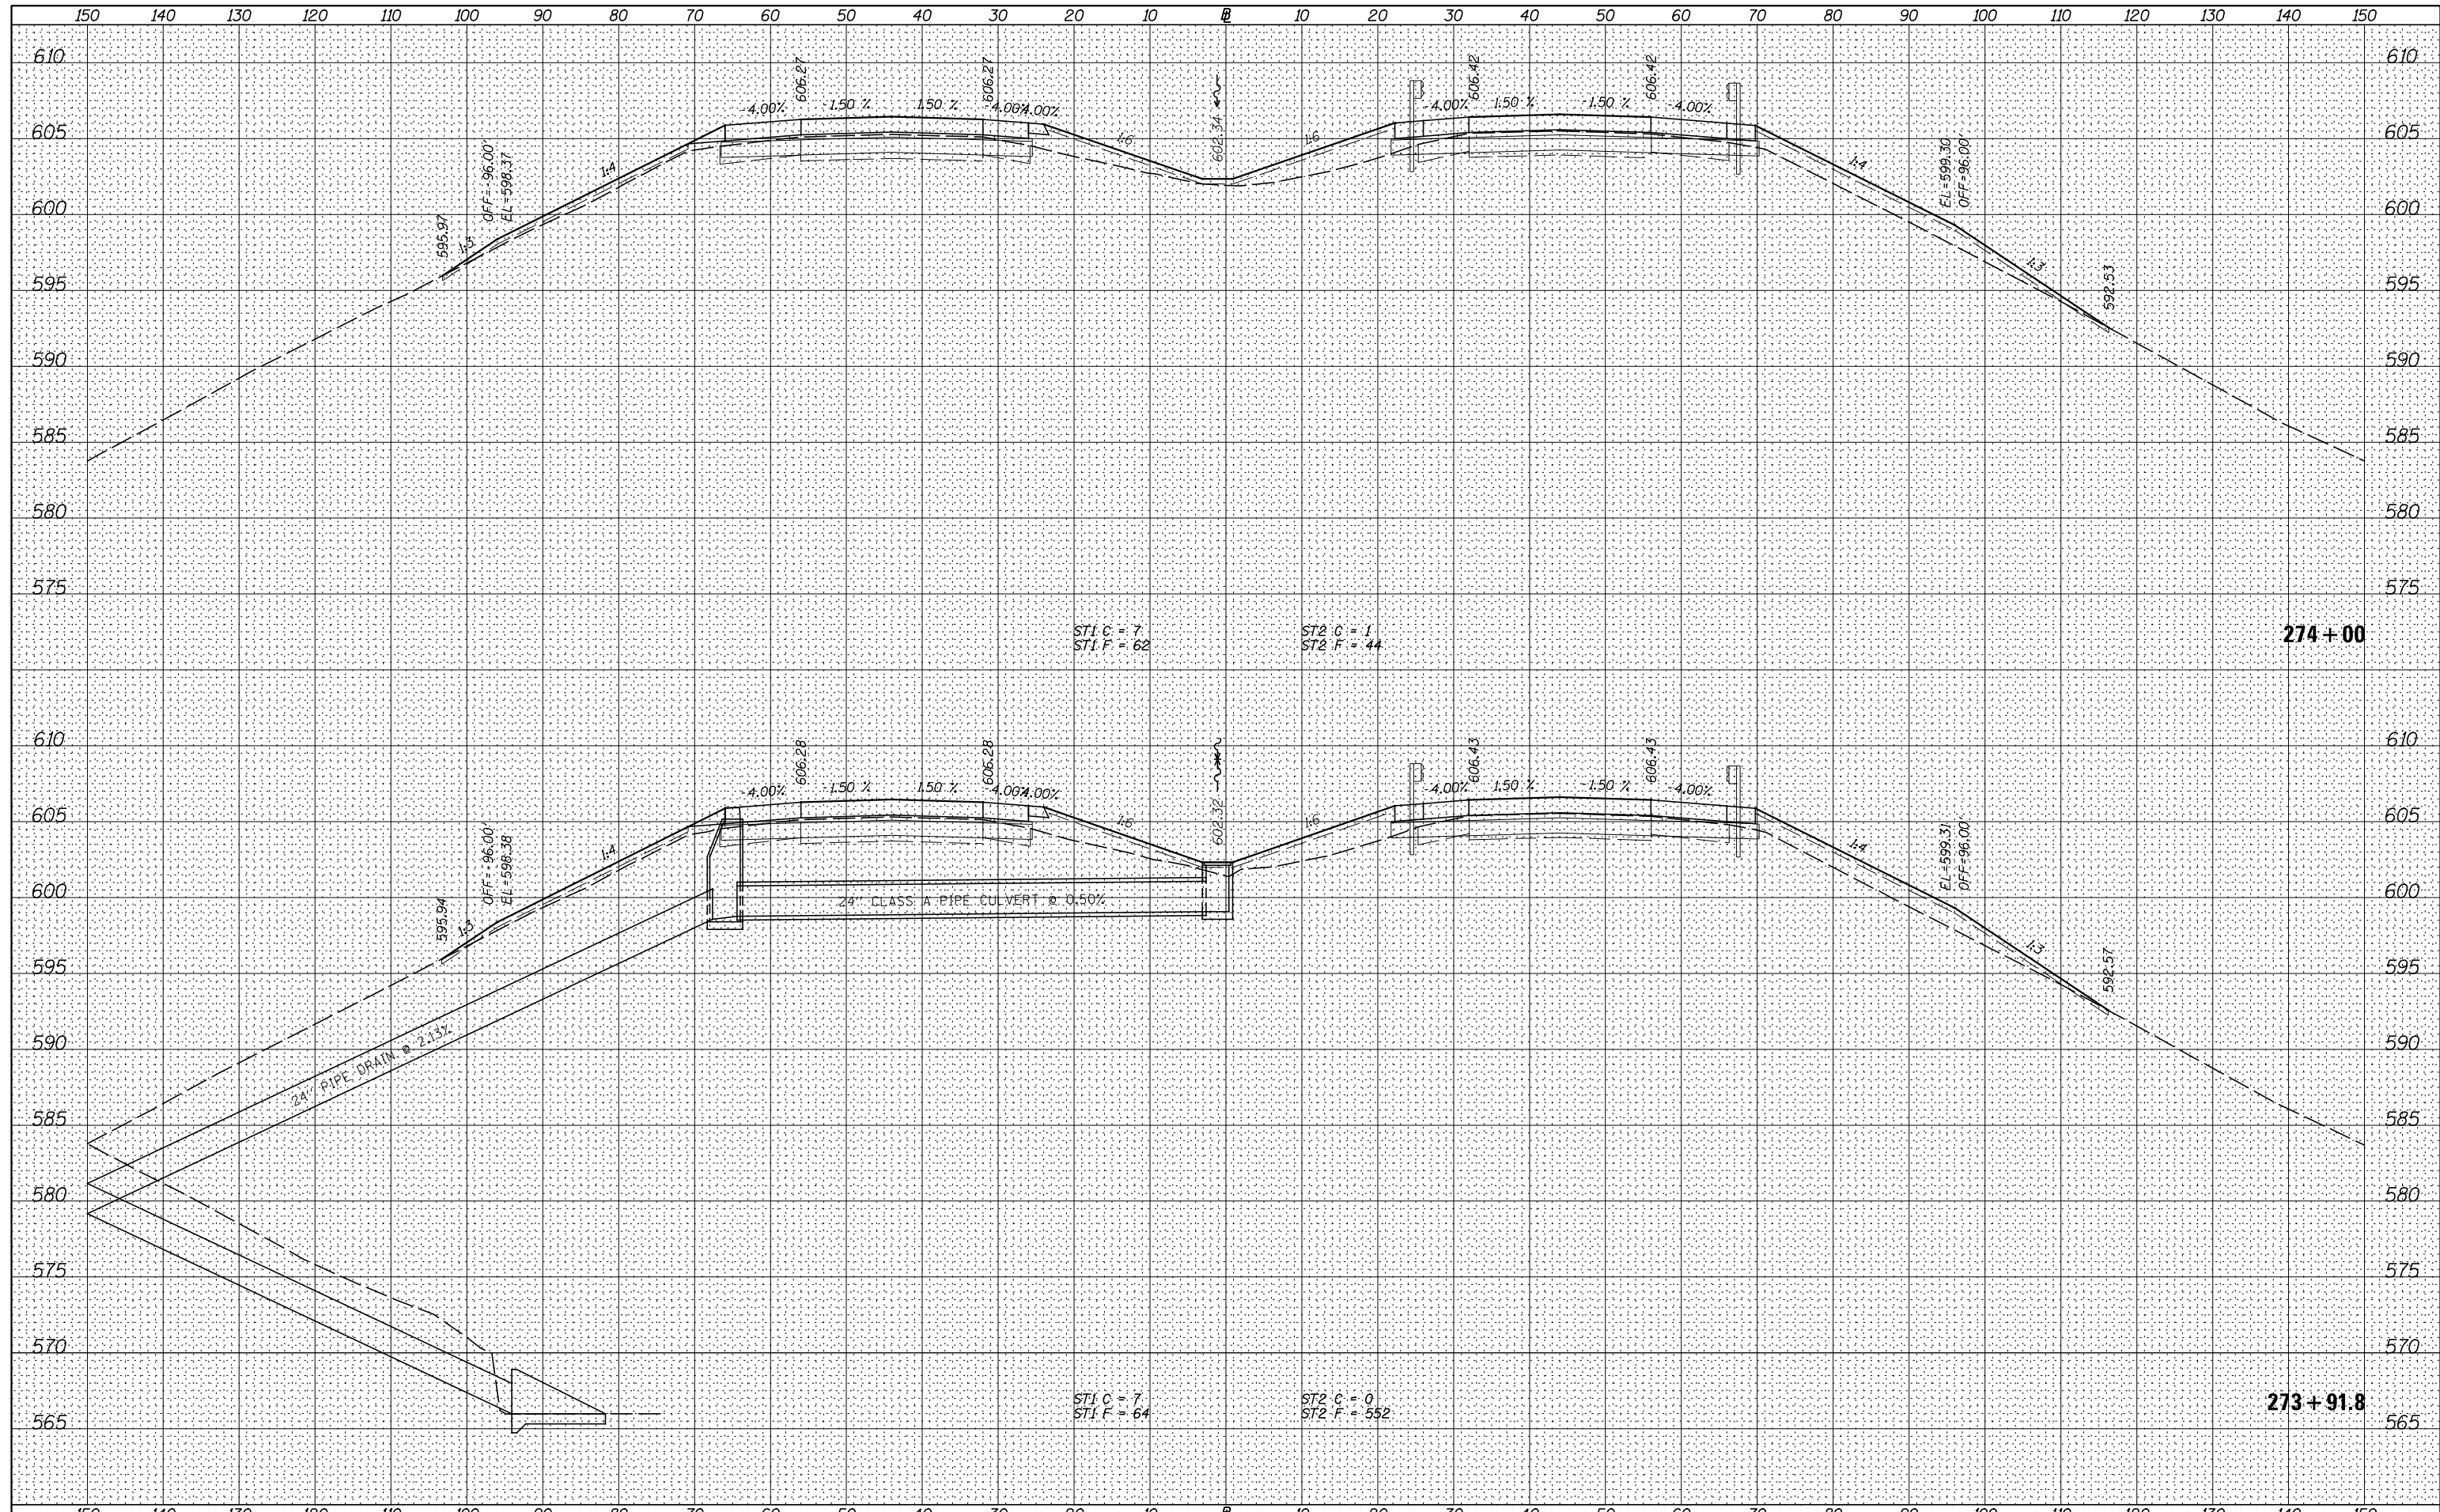 150 140 130 120 110 100 90 80 70 60 50 40 30 20 10 10 20 30 40 50 60 70 80 90 100 110 120 130 140 150
610 610
606.27 606.27 606.42 606.42
-4.00% -1.50 % 1.50 % -4.00% 4.00% -4.00% 1.50 % -1.50 % -4.00%
605 605
602.34
1:6 1:6
OFF=-96.00'
EL=598.37
1:4 1:4
EL=599.30
OFF=96.00'
600 600
595.97
1:3 1:3
595 595
592.53
590 590
585 585
580 580
575 575
ST1 C = 7
ST1 F = 62
ST2 C = 1
ST2 F = 44
274+00
610 610
606.28 606.28 606.43 606.43
-4.00% -1.50 % 1.50 % -4.00% 4.00% -4.00% 1.50 % -1.50 % -4.00%
605 605
602.32
1:6 1:6
OFF=-96.00'
EL=598.38
1:4 1:4
EL=599.31
OFF=96.00'
600 600
24" CLASS A PIPE CULVERT @ 0.50%
595.94
1:3 1:3
595 595
592.57
590 590
24" PIPE DRAIN @ 2.13%
585 585
580 580
575 575
570 570
ST1 C = 7
ST1 F = 64
ST2 C = 0
ST2 F = 552
273+91.8
565 565